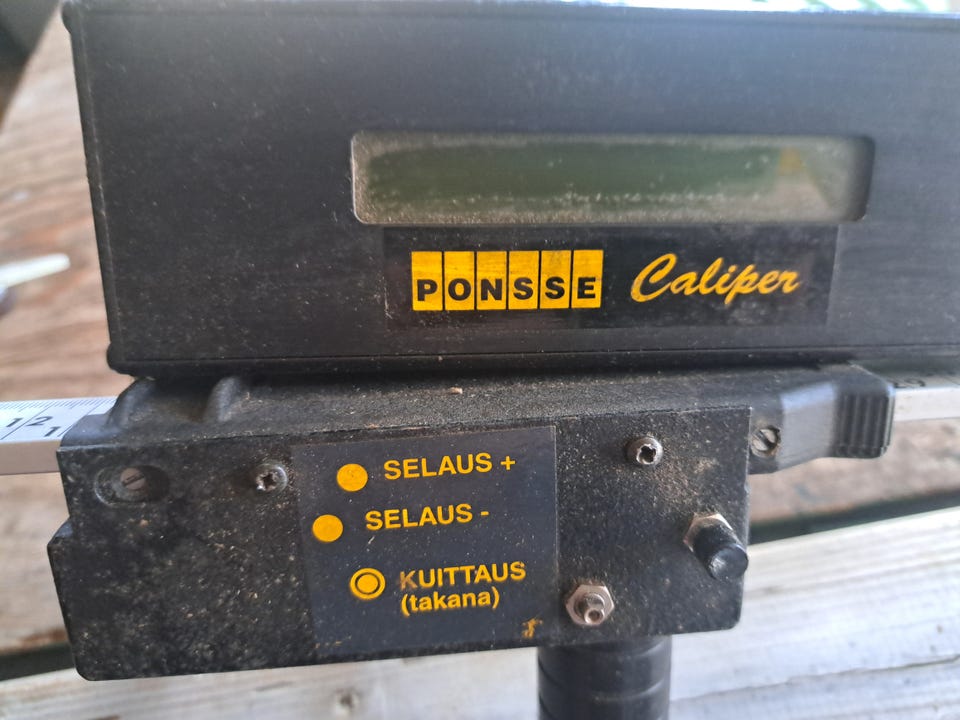 PONSSE Caliper
SELAUS +
SELAUS -
KUITTAUS
(takana)